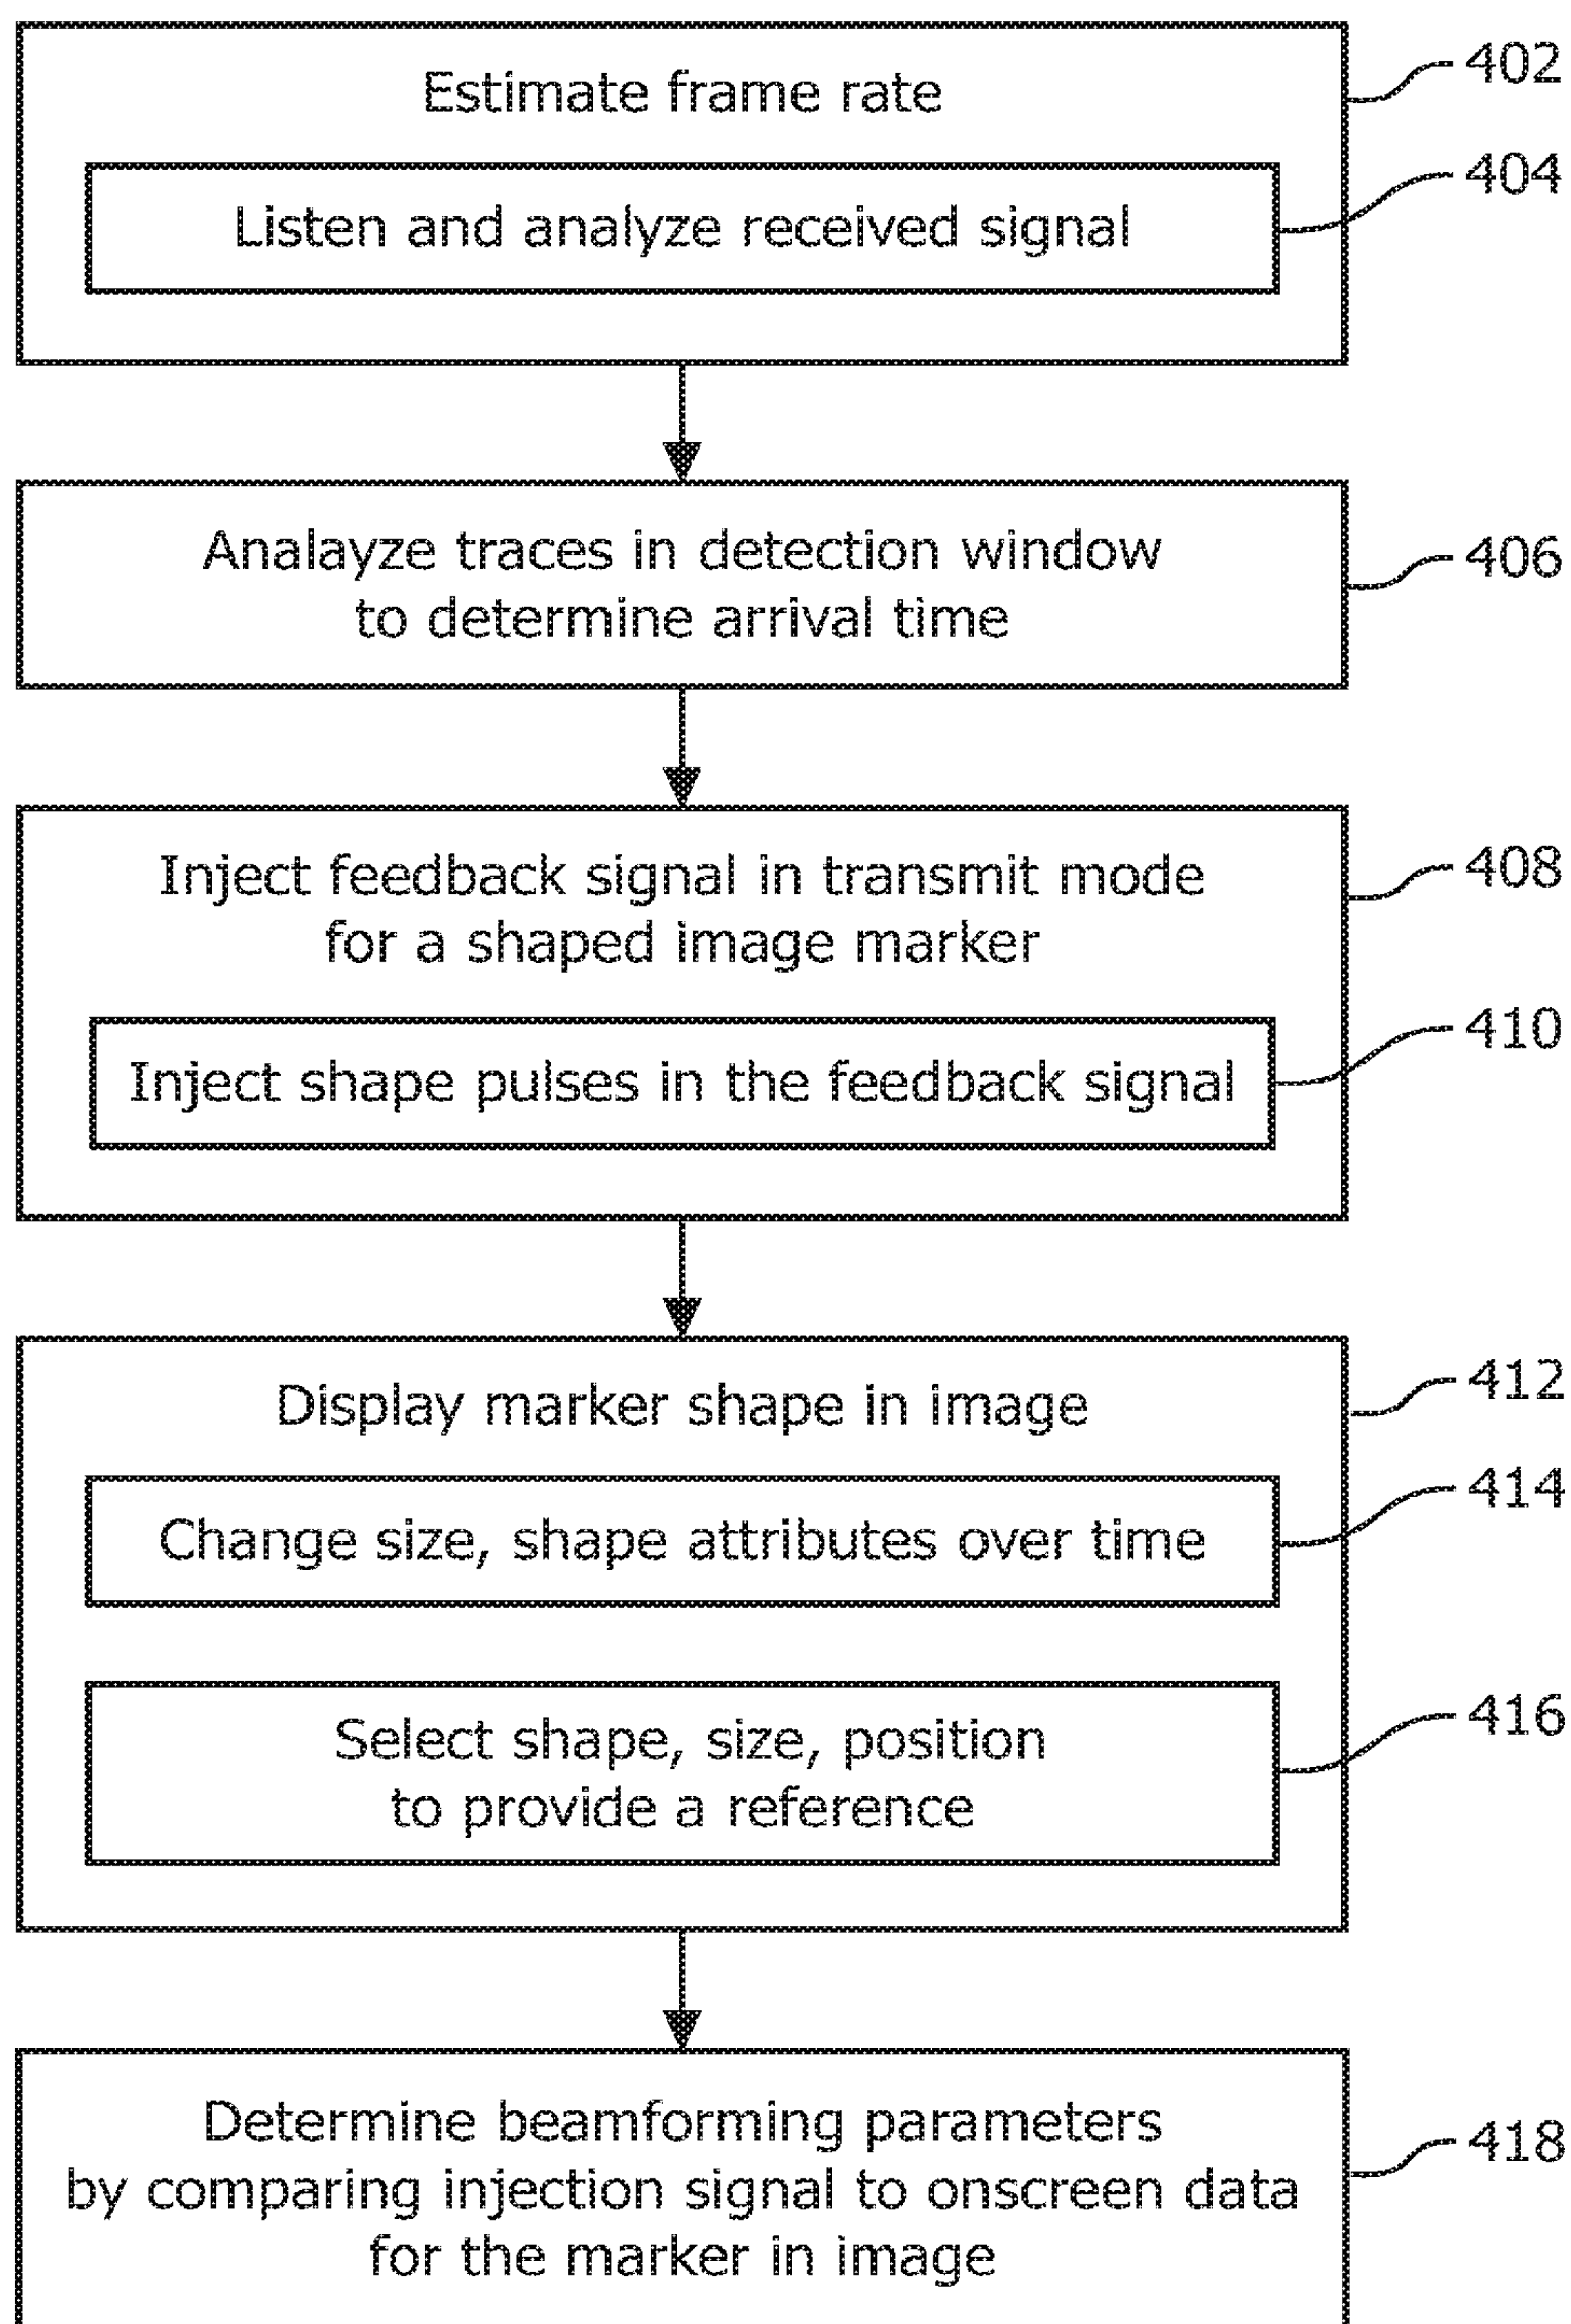 Estimate frame rate
402
Listen and analyze received signal
404
Analayze traces in detection window
to determine arrival time
406
Inject feedback signal in transmit mode
for a shaped image marker
408
Inject shape pulses in the feedback signal
410
Display marker shape in image
412
Change size, shape attributes over time
414
Select shape, size, position
to provide a reference
416
Determine beamforming parameters
by comparing injection signal to onscreen data
for the marker in image
418